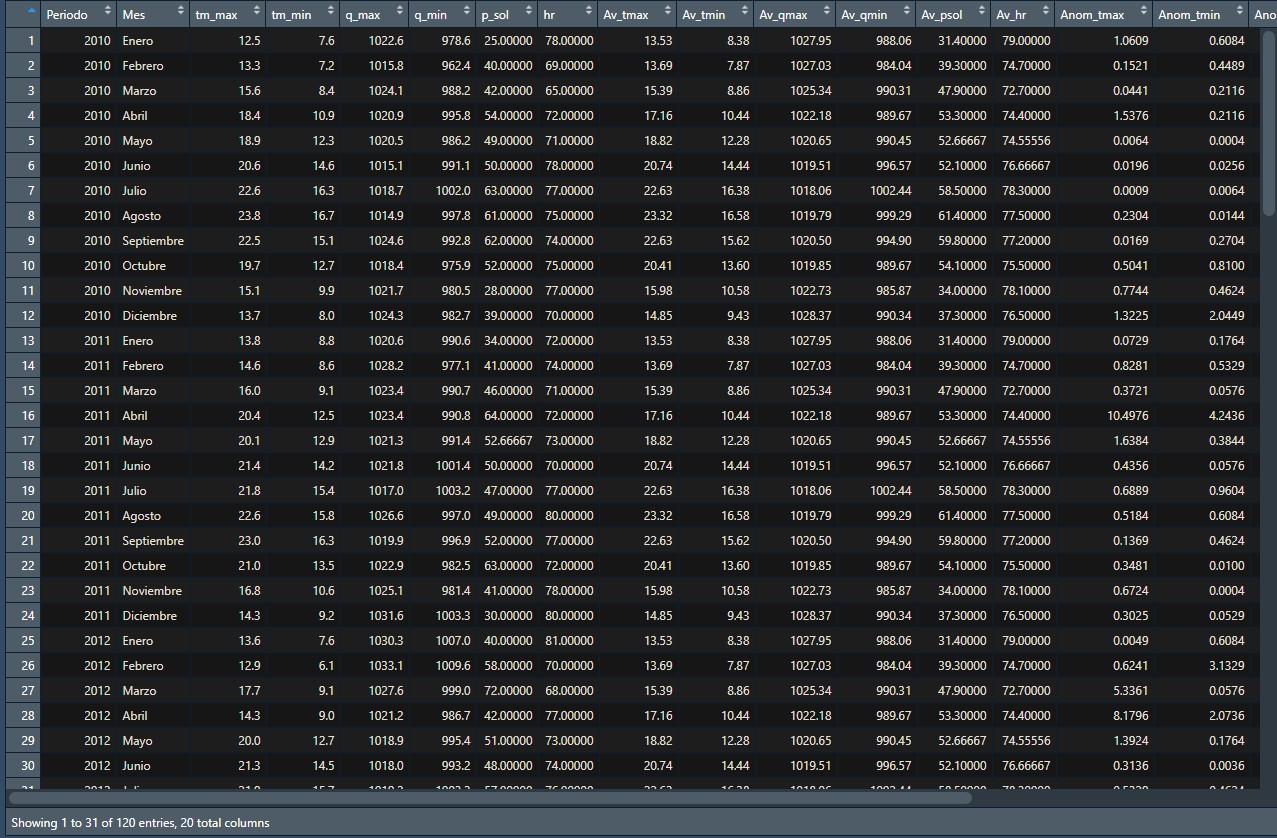 Periodo Mes tm_max tm_min q_max q_min p_sol hr Av_tmax Av_tmin Av_qmax Av_qmin Av_psol Av_hr Anom_tmax Anom_tmin Ano
1 2010 Enero 12.5 7.6 1022.6 978.6 25.00000 78.00000 13.53 8.38 1027.95 988.06 31.40000 79.00000 1.0609 0.6084
2 2010 Febrero 13.3 7.2 1015.8 962.4 40.00000 69.00000 13.69 7.87 1027.03 984.04 39.30000 74.70000 0.1521 0.4489
3 2010 Marzo 15.6 8.4 1024.1 988.2 42.00000 65.00000 15.39 8.86 1025.34 990.31 47.90000 72.70000 0.0441 0.2116
4 2010 Abril 18.4 10.9 1020.9 995.8 54.00000 72.00000 17.16 10.44 1022.18 989.67 53.30000 74.40000 1.5376 0.2116
5 2010 Mayo 18.9 12.3 1020.5 986.2 49.00000 71.00000 18.82 12.28 1020.65 990.45 52.66667 74.55556 0.0064 0.0004
6 2010 Junio 20.6 14.6 1015.1 991.1 50.00000 78.00000 20.74 14.44 1019.51 996.57 52.10000 76.66667 0.0196 0.0256
7 2010 Julio 22.6 16.3 1018.7 1002.0 63.00000 77.00000 22.63 16.38 1018.06 1002.44 58.50000 78.30000 0.0009 0.0064
8 2010 Agosto 23.8 16.7 1014.9 997.8 61.00000 75.00000 23.32 16.58 1019.79 999.29 61.40000 77.50000 0.2304 0.0144
9 2010 Septiembre 22.5 15.1 1024.6 992.8 62.00000 74.00000 22.63 15.62 1020.50 994.90 59.80000 77.20000 0.0169 0.2704
10 2010 Octubre 19.7 12.7 1018.4 975.9 52.00000 75.00000 20.41 13.60 1019.85 989.67 54.10000 75.50000 0.5041 0.8100
11 2010 Noviembre 15.1 9.9 1021.7 980.5 28.00000 77.00000 15.98 10.58 1022.73 985.87 34.00000 78.10000 0.7744 0.4624
12 2010 Diciembre 13.7 8.0 1024.3 982.7 39.00000 70.00000 14.85 9.43 1028.37 990.34 37.30000 76.50000 1.3225 2.0449
13 2011 Enero 13.8 8.8 1020.6 990.6 34.00000 72.00000 13.53 8.38 1027.95 988.06 31.40000 79.00000 0.0729 0.1764
14 2011 Febrero 14.6 8.6 1028.2 977.1 41.00000 74.00000 13.69 7.87 1027.03 984.04 39.30000 74.70000 0.8281 0.5329
15 2011 Marzo 16.0 9.1 1023.4 990.7 46.00000 71.00000 15.39 8.86 1025.34 990.31 47.90000 72.70000 0.3721 0.0576
16 2011 Abril 20.4 12.5 1023.4 990.8 64.00000 72.00000 17.16 10.44 1022.18 989.67 53.30000 74.40000 10.4976 4.2436
17 2011 Mayo 20.1 12.9 1021.3 991.4 52.66667 73.00000 18.82 12.28 1020.65 990.45 52.66667 74.55556 1.6384 0.3844
18 2011 Junio 21.4 14.2 1021.8 1001.4 50.00000 70.00000 20.74 14.44 1019.51 996.57 52.10000 76.66667 0.4356 0.0576
19 2011 Julio 21.8 15.4 1017.0 1003.2 47.00000 77.00000 22.63 16.38 1018.06 1002.44 58.50000 78.30000 0.6889 0.9604
20 2011 Agosto 22.6 15.8 1026.6 997.0 49.00000 80.00000 23.32 16.58 1019.79 999.29 61.40000 77.50000 0.5184 0.6084
21 2011 Septiembre 23.0 16.3 1019.9 996.9 52.00000 77.00000 22.63 15.62 1020.50 994.90 59.80000 77.20000 0.1369 0.4624
22 2011 Octubre 21.0 13.5 1022.9 982.5 63.00000 72.00000 20.41 13.60 1019.85 989.67 54.10000 75.50000 0.3481 0.0100
23 2011 Noviembre 16.8 10.6 1025.1 981.4 41.00000 78.00000 15.98 10.58 1022.73 985.87 34.00000 78.10000 0.6724 0.0004
24 2011 Diciembre 14.3 9.2 1031.6 1003.3 30.00000 80.00000 14.85 9.43 1028.37 990.34 37.30000 76.50000 0.3025 0.0529
25 2012 Enero 13.6 7.6 1030.3 1007.0 40.00000 81.00000 13.53 8.38 1027.95 988.06 31.40000 79.00000 0.0049 0.6084
26 2012 Febrero 12.9 6.1 1033.1 1009.6 58.00000 70.00000 13.69 7.87 1027.03 984.04 39.30000 74.70000 0.6241 3.1329
27 2012 Marzo 17.7 9.1 1027.6 999.0 72.00000 68.00000 15.39 8.86 1025.34 990.31 47.90000 72.70000 5.3361 0.0576
28 2012 Abril 14.3 9.0 1021.2 986.7 42.00000 77.00000 17.16 10.44 1022.18 989.67 53.30000 74.40000 8.1796 2.0736
29 2012 Mayo 20.0 12.7 1018.9 995.4 51.00000 73.00000 18.82 12.28 1020.65 990.45 52.66667 74.55556 1.3924 0.1764
30 2012 Junio 21.3 14.5 1018.0 993.2 48.00000 74.00000 20.74 14.44 1019.51 996.57 52.10000 76.66667 0.3136 0.0036
Showing 1 to 31 of 120 entries, 20 total columns